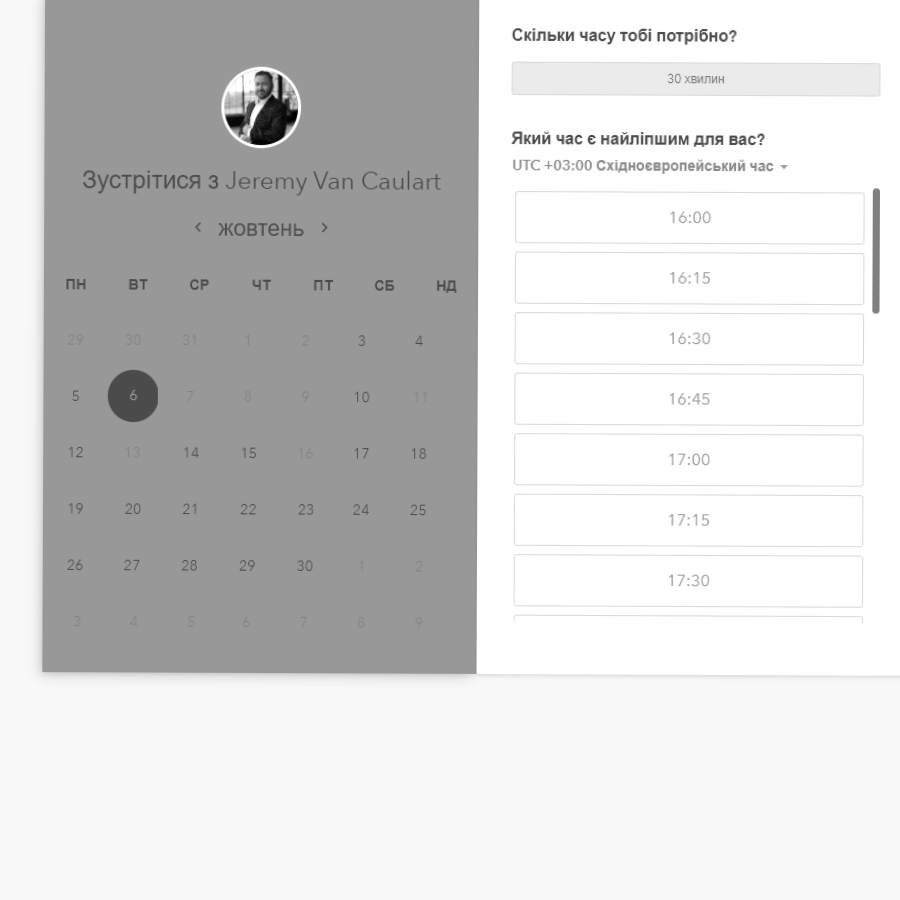 Зустрітися з Jeremy Van Caulart
жовтень
ПН ВТ СР ЧТ ПТ СБ НД
29 30 31 1 2 3 4
5 6 7 8 9 10 11
12 13 14 15 16 17 18
19 20 21 22 23 24 25
26 27 28 29 30 1 2
3 4 5 6 7 8 9
Скільки часу тобі потрібно?
30 хвилин
Який час є найліпшим для вас?
UTC +03:00 Східноєвропейський час
16:00
16:15
16:30
16:45
17:00
17:15
17:30